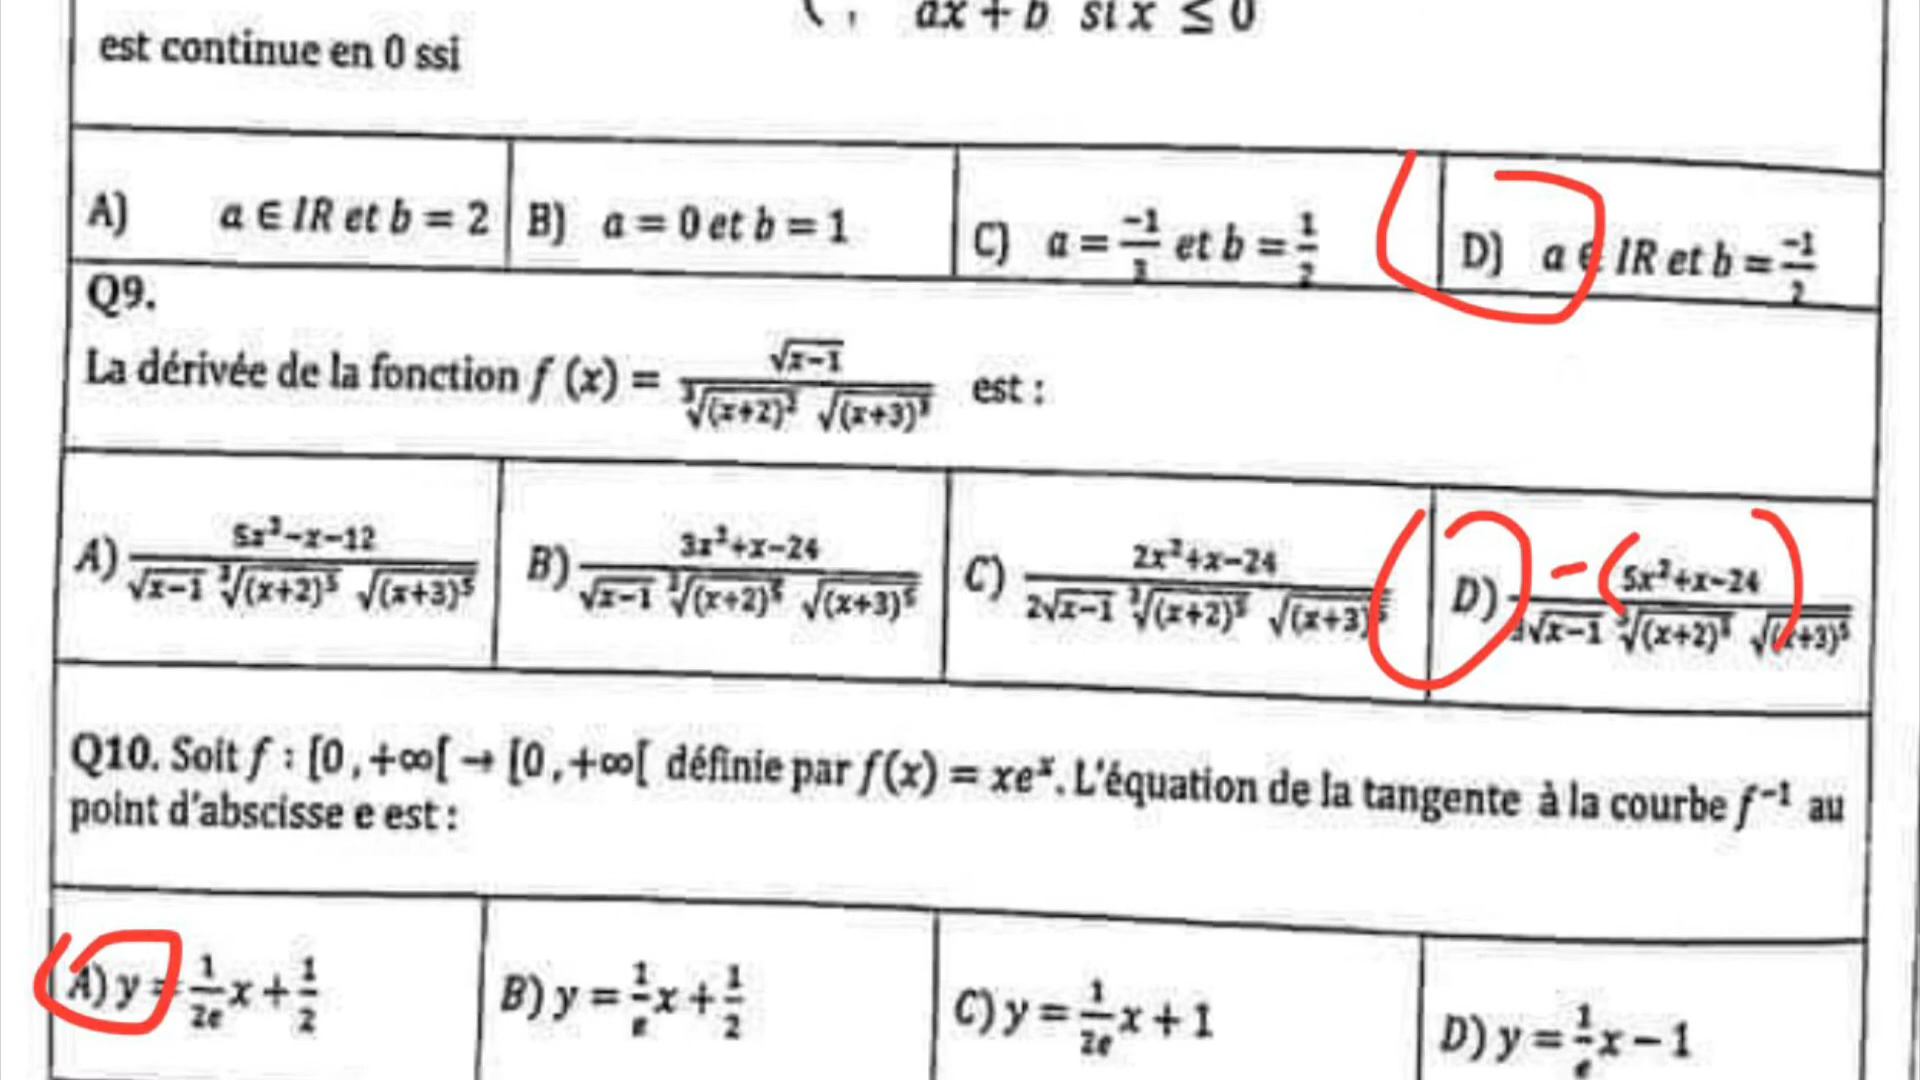 ax + b si x ≤ 0
est continue en 0 ssi
A) a ∈ IR et b = 2
B) a = 0 et b = 1
C) a = -1/3 et b = 1/2
D) a ∈ IR et b = -1/2
Q9.
La dérivée de la fonction f (x) = √(x−1) / (∛((x+2)²) √((x+3)³)) est :
A) (5x²−x−12) / (√(x−1) ∛((x+2)⁵) √((x+3)⁵))
B) (3x²+x−24) / (√(x−1) ∛((x+2)⁵) √((x+3)⁵))
C) (2x²+x−24) / (2√(x−1) ∛((x+2)⁵) √((x+3)⁵))
D) −(5x²+x−24) / (3√(x−1) ∛((x+2)⁵) √((x+3)⁵))
Q10. Soit f : [0 ,+∞[ → [0 ,+∞[ définie par f(x) = xeˣ. L'équation de la tangente à la courbe f⁻¹ au
point d'abscisse e est :
A) y = 1/2e x + 1/2
B) y = 1/e x + 1/2
C) y = 1/2e x + 1
D) y = 1/e x − 1